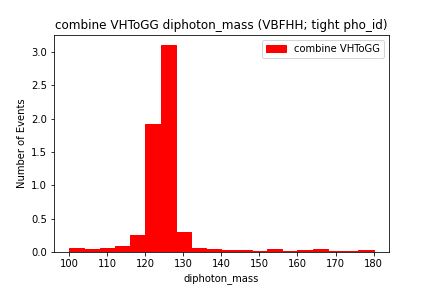 combine VHToGG diphoton_mass (VBFHH; tight pho_id)
combine VHToGG
3.0
2.5
2.0
1.5
1.0
0.5
0.0
Number of Events
100 110 120 130 140 150 160 170 180
diphoton_mass